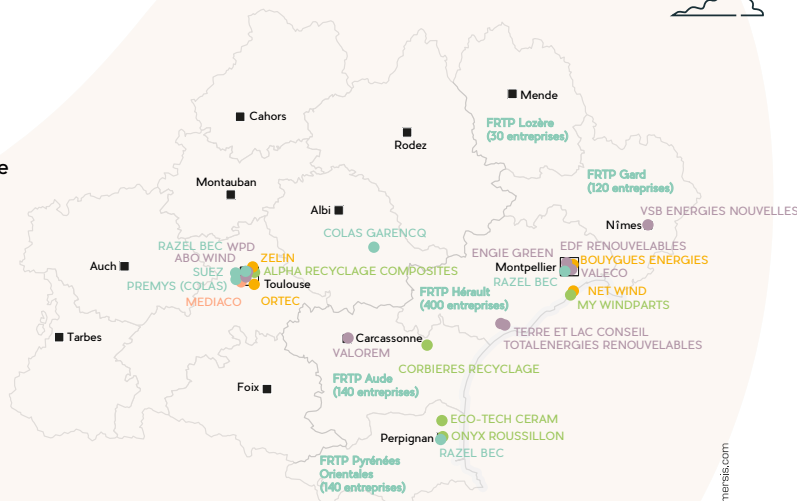 Mende
Cahors
FRTP Lozère
(30 entreprises)
Rodez
e
FRTP Gard
(120 entreprises)
Montauban
Albi
VSB ENERGIES NOUVELLES
Nîmes
COLAS GARENCQ
RAZEL BEC
WPD
ABO WIND
ZELIN
ENGIE GREEN
EDF RENOUVELABLES
BOUYGUES ENERGIES
Auch
SUEZ
ALPHA RECYCLAGE COMPOSITES
Montpellier
VALECO
PREMYS (COLAS)
Toulouse
RAZEL BEC
FRTP Hérault
(400 entreprises)
NET WIND
MEDIACO
ORTEC
MY WINDPARTS
Tarbes
Carcassonne
TERRE ET LAC CONSEIL
TOTALENERGIES RENOUVELABLES
VALOREM
CORBIERES RECYCLAGE
FRTP Aude
(140 entreprises)
Foix
ECO-TECH CERAM
Perpignan
ONYX ROUSSILLON
RAZEL BEC
FRTP Pyrénées
Orientales
(140 entreprises)
mersis.com